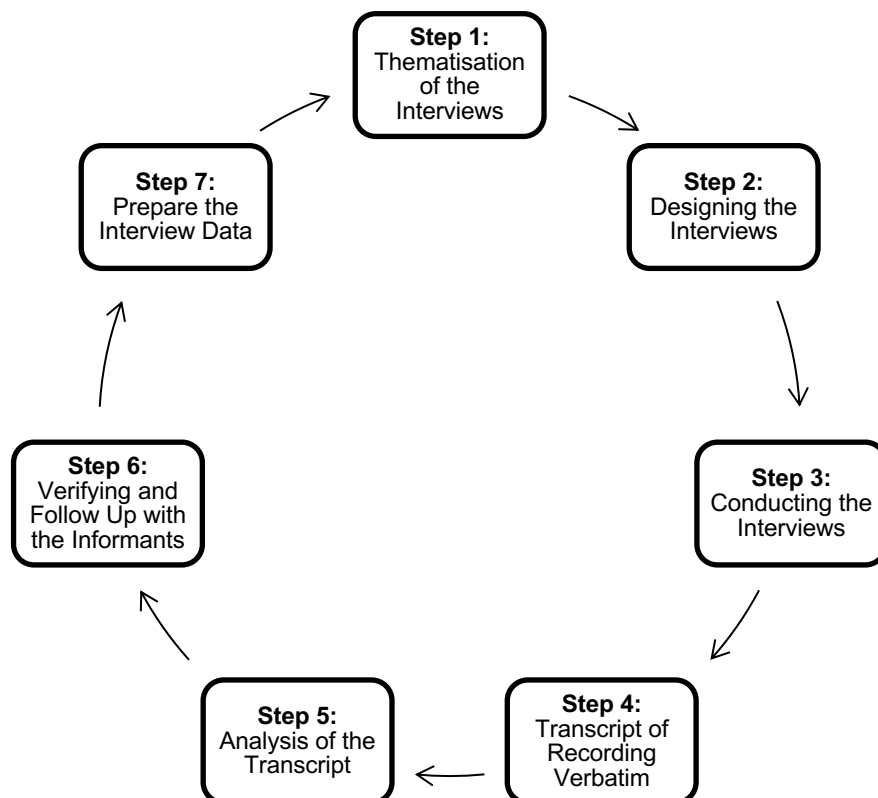 Step 1:
Thematisation
of the
Interviews
Step 2:
Designing the
Interviews
Step 3:
Conducting the
Interviews
Step 4:
Transcript of
Recording
Verbatim
Step 5:
Analysis of the
Transcript
Step 6:
Verifying and
Follow Up with
the Informants
Step 7:
Prepare the
Interview Data